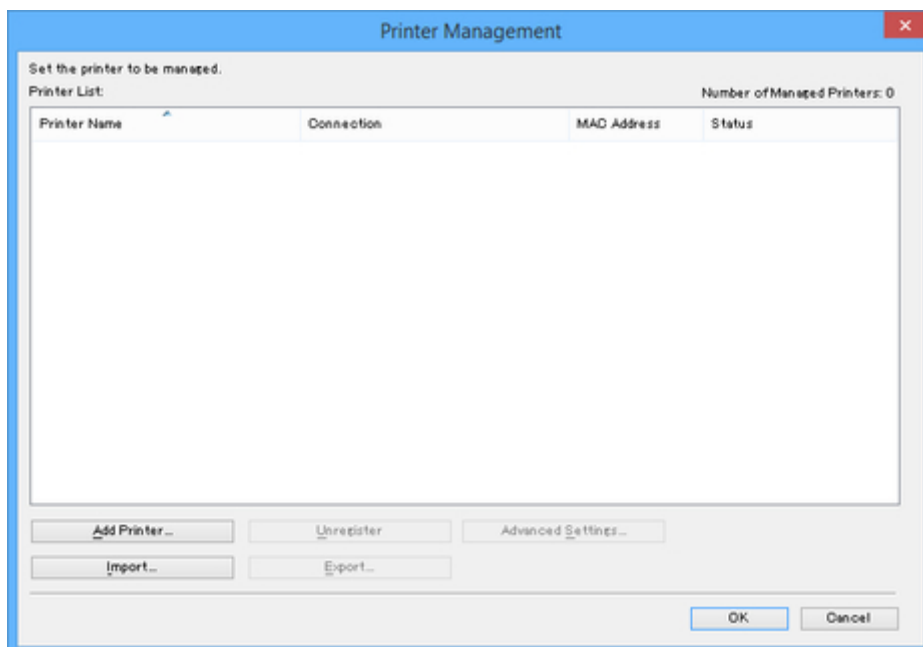 Printer Management
Set the printer to be managed.
Printer List: Number of Managed Printers: 0
Printer Name Connection MAC Address Status
Add Printer... Unregister Advanced Settings...
Import... Export...
OK Cancel